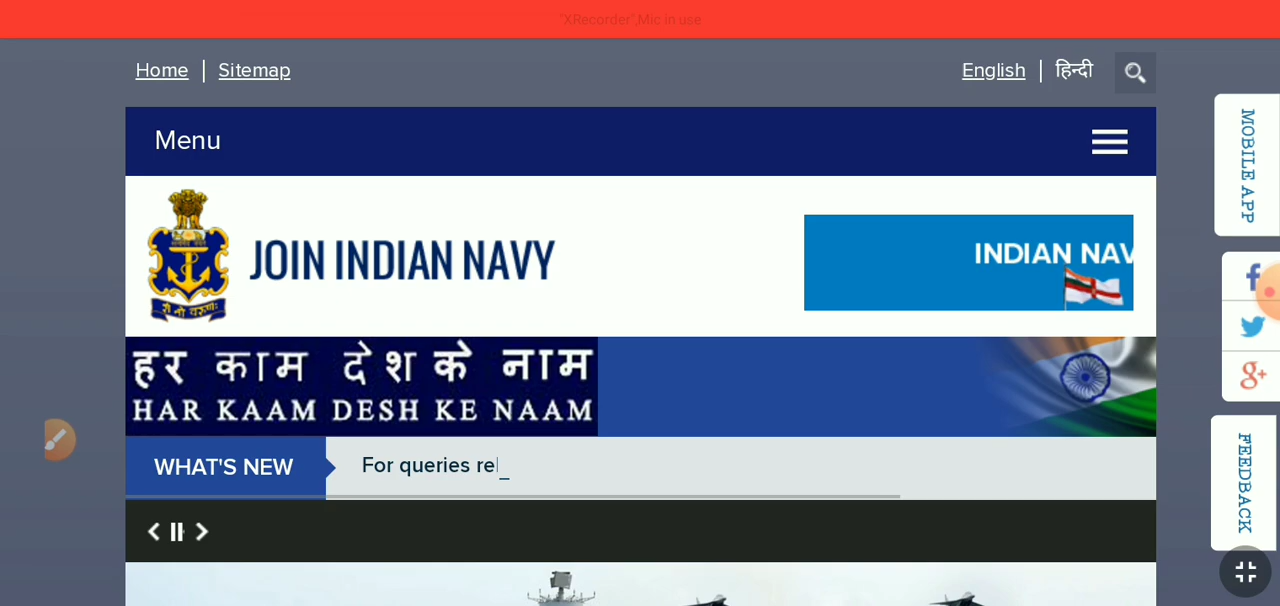 "XRecorder",Mic in use
Home
Sitemap
English
हिन्दी
MOBILE APP
Menu
JOIN INDIAN NAVY
INDIAN NAV
हर काम देश के नाम
HAR KAAM DESH KE NAAM
WHAT'S NEW
For queries re
FEEDBACK